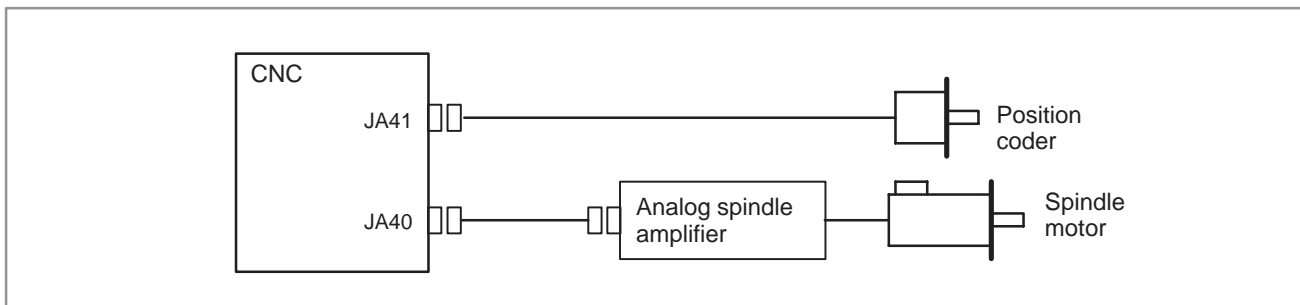 CNC
JA41
Position
coder
JA40
Analog spindle
amplifier
Spindle
motor